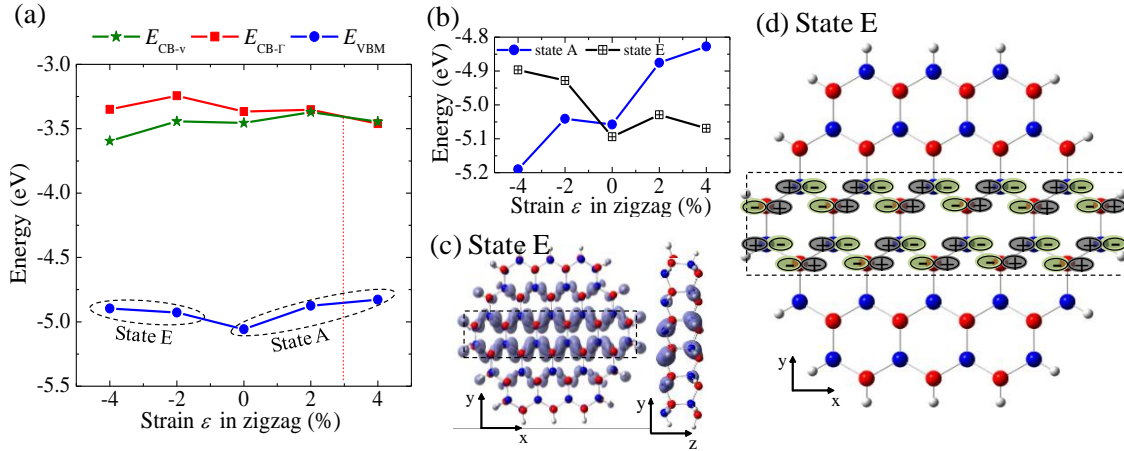 (a)
E_CB-v E_CB-Γ E_VBM
-3.0
-3.5
-4.0
-4.5
-5.0
-5.5
Energy (eV)
State E
State A
-4 -2 0 2 4
Strain ε in zigzag (%)
(b)
-4.8
-4.9
-5.0
-5.1
-5.2
Energy (eV)
state A state E
-4 -2 0 2 4
Strain ε in zigzag (%)
(c) State E
y
x
y
z
(d) State E
+ - + - + - + - + -
- + - + - + - + - + - +
+ - + - + - + - + - + -
- + - + - + - + - +
y
x